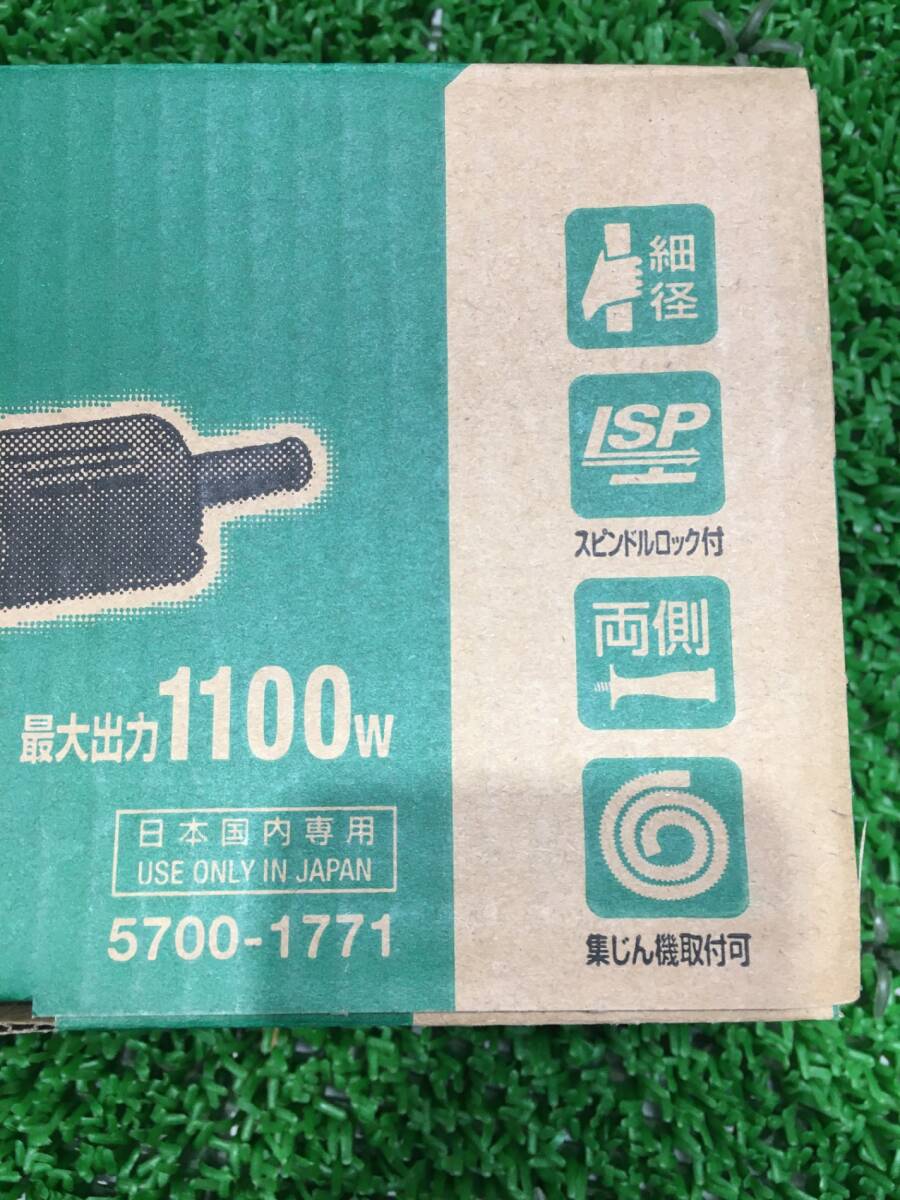 細
径
LSP
スピンドルロック付
両側
集じん機取付可
最大出力1100W
日本国内専用
USE ONLY IN JAPAN
5700-1771